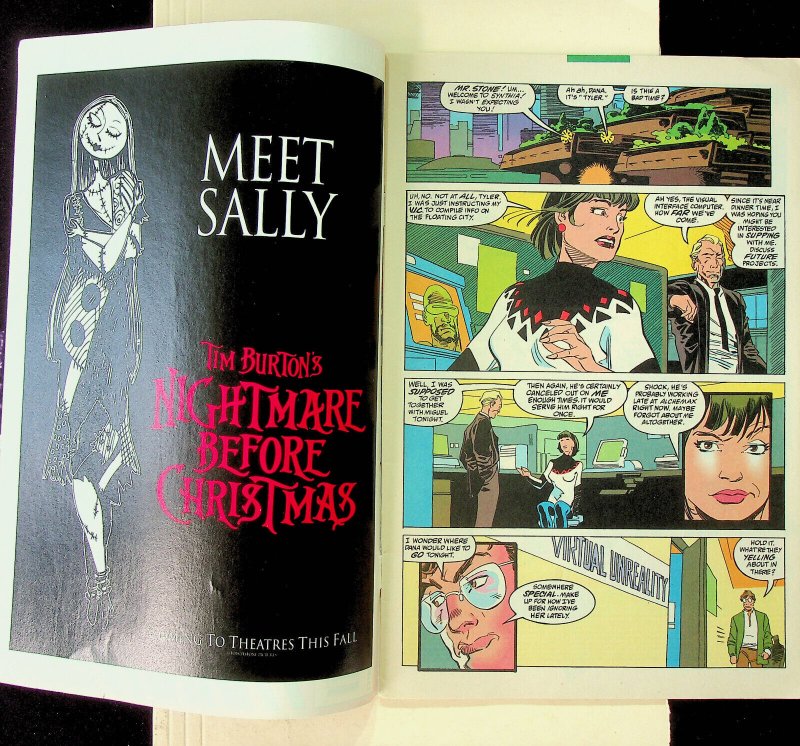 MEET
SALLY
TIM BURTON'S
NIGHTMARE
BEFORE
CHRISTMAS
COMING TO THEATRES THIS FALL
MR. STONE! UM...
WELCOME TO SYNTHIA!
I WASN'T EXPECTING
YOU!
AH AH, DANA,
IT'S "TYLER."
IS THIS A
BAD TIME?
UH, NO. NOT AT ALL, TYLER.
I WAS JUST INSTRUCTING MY
V.I.C. TO COMPILE INFO ON
THE FLOATING CITY.
AH YES, THE VISUAL
INTERFACE COMPUTER.
HOW FAR WE'VE
COME.
SINCE IT'S NEAR
DINNER TIME, I
WAS HOPING YOU
MIGHT BE
INTERESTED
IN SUPPING
WITH ME.
DISCUSS
FUTURE
PROJECTS.
WELL, I WAS
SUPPOSED
TO GET
TOGETHER
WITH MIGUEL
TONIGHT.
THEN AGAIN, HE'S CERTAINLY
CANCELED OUT ON ME
ENOUGH TIMES. IT WOULD
SERVE HIM RIGHT FOR
ONCE.
SHOCK, HE'S
PROBABLY WORKING
LATE AT ALCHEMAX
RIGHT NOW. MAYBE
FORGOT ABOUT ME
ALTOGETHER.
I WONDER WHERE
DANA WOULD LIKE TO
GO TONIGHT.
SOMEWHERE
SPECIAL. MAKE
UP FOR HOW I'VE
BEEN IGNORING
HER LATELY.
VIRTUAL UNREALITY
HOLD IT.
WHAT'RE THEY
YELLING
ABOUT IN
THERE?